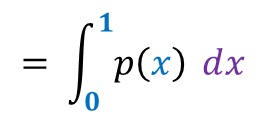 = ∫₀¹ p(x) dx